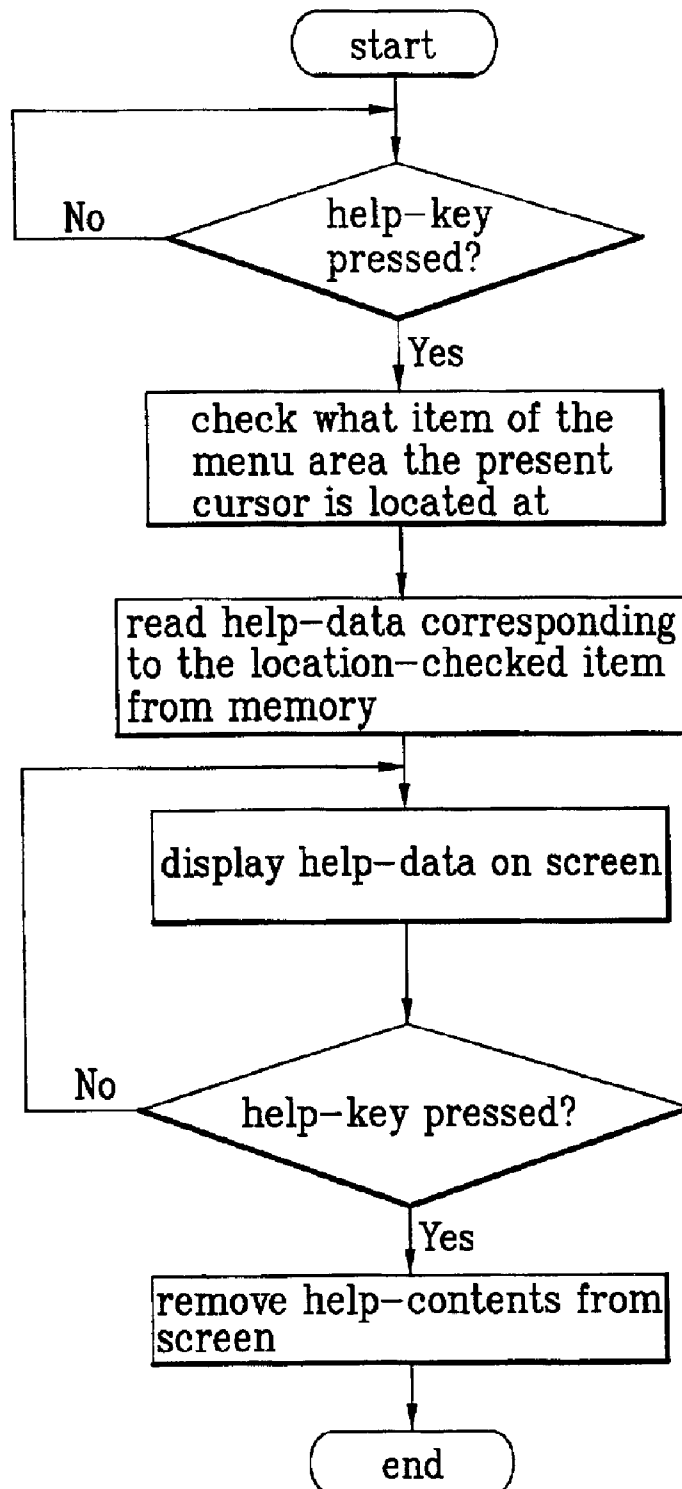 start
No
help-key
pressed?
Yes
check what item of the
menu area the present
cursor is located at
read help-data corresponding
to the location-checked item
from memory
display help-data on screen
No
help-key pressed?
Yes
remove help-contents from
screen
end